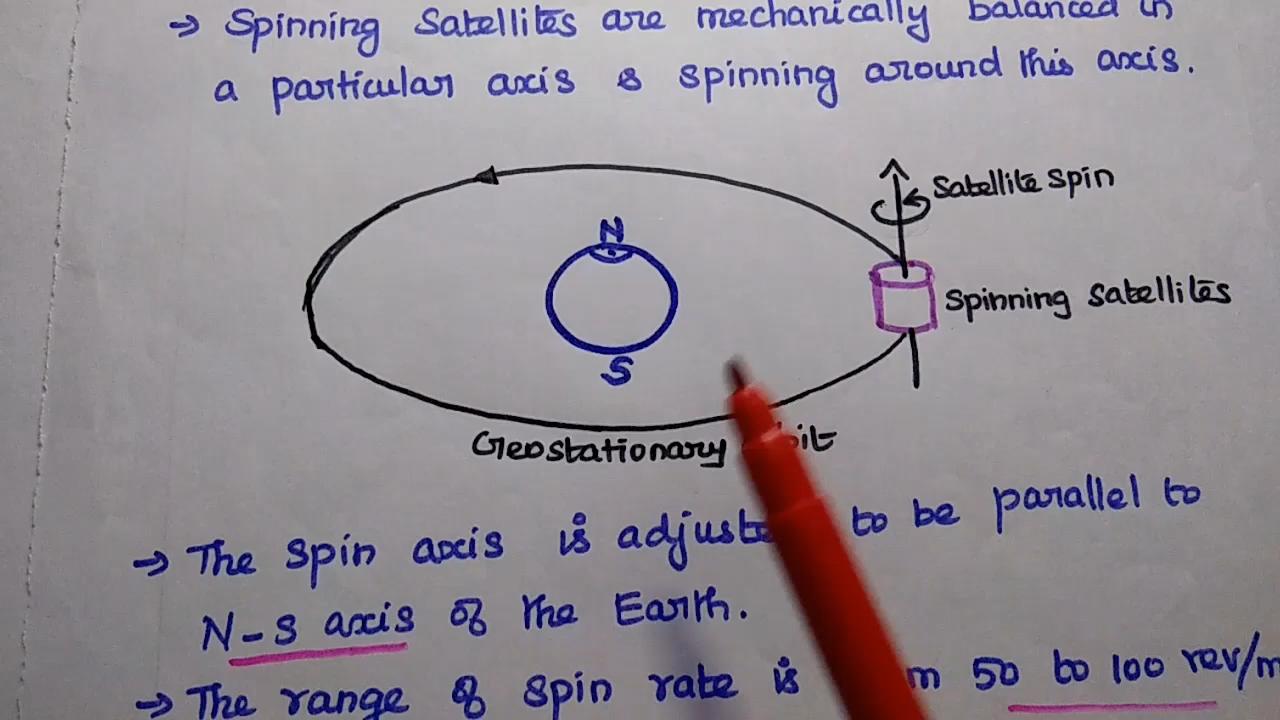 → Spinning Satellites are mechanically balanced in
a particular axis & spinning around this axis.
Satellite Spin
N
Spinning Satellites
S
Geostationary
→ The Spin axis is to be parallel to
N-S axis of the Earth.
→ The range of Spin rate is 50 to 100 rev/m